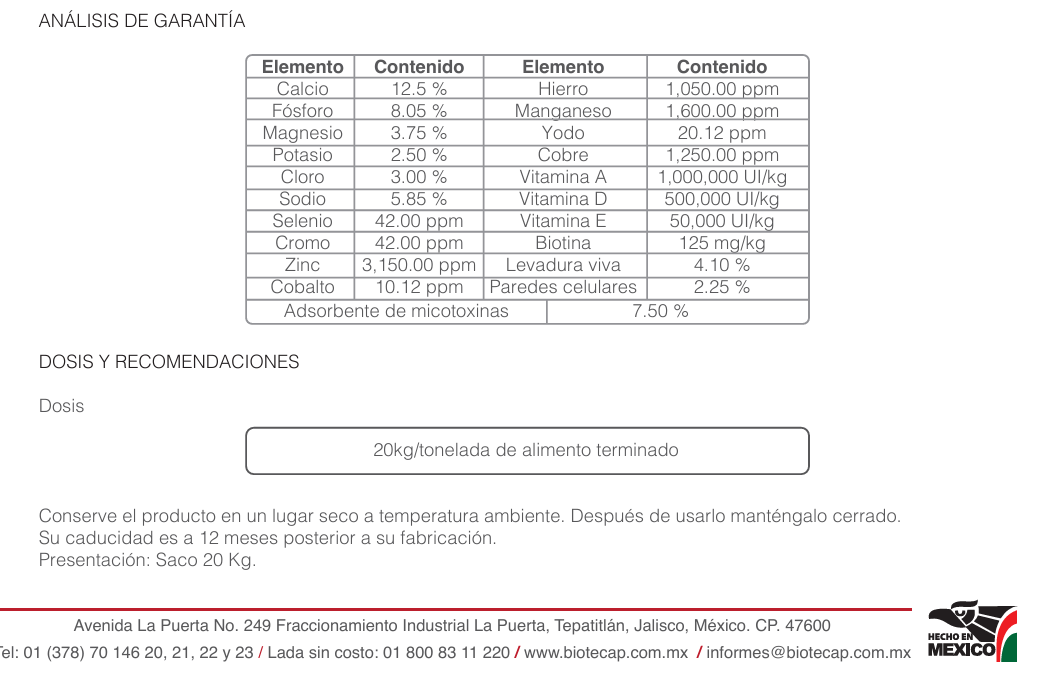 ANÁLISIS DE GARANTÍA
Elemento Contenido Elemento Contenido
Calcio 12.5 % Hierro 1,050.00 ppm
Fósforo 8.05 % Manganeso 1,600.00 ppm
Magnesio 3.75 % Yodo 20.12 ppm
Potasio 2.50 % Cobre 1,250.00 ppm
Cloro 3.00 % Vitamina A 1,000,000 UI/kg
Sodio 5.85 % Vitamina D 500,000 UI/kg
Selenio 42.00 ppm Vitamina E 50,000 UI/kg
Cromo 42.00 ppm Biotina 125 mg/kg
Zinc 3,150.00 ppm Levadura viva 4.10 %
Cobalto 10.12 ppm Paredes celulares 2.25 %
Adsorbente de micotoxinas 7.50 %
DOSIS Y RECOMENDACIONES
Dosis
20kg/tonelada de alimento terminado
Conserve el producto en un lugar seco a temperatura ambiente. Después de usarlo manténgalo cerrado.
Su caducidad es a 12 meses posterior a su fabricación.
Presentación: Saco 20 Kg.
Avenida La Puerta No. 249 Fraccionamiento Industrial La Puerta, Tepatitlán, Jalisco, México. CP. 47600
Tel: 01 (378) 70 146 20, 21, 22 y 23 / Lada sin costo: 01 800 83 11 220 / www.biotecap.com.mx / informes@biotecap.com.mx
HECHO EN
MEXICO